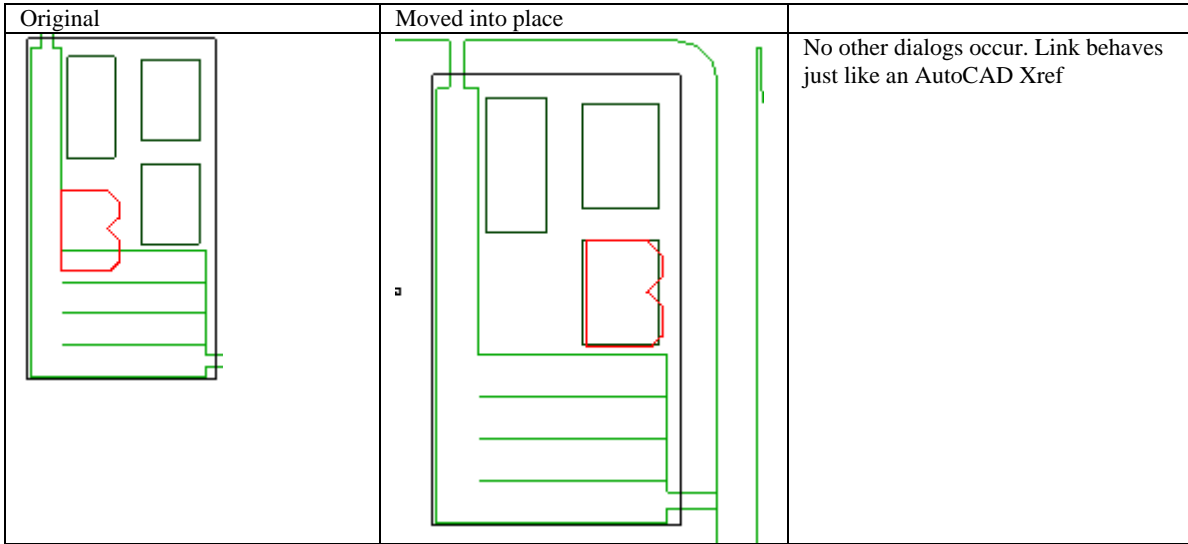 Original
Moved into place
No other dialogs occur. Link behaves
just like an AutoCAD Xref